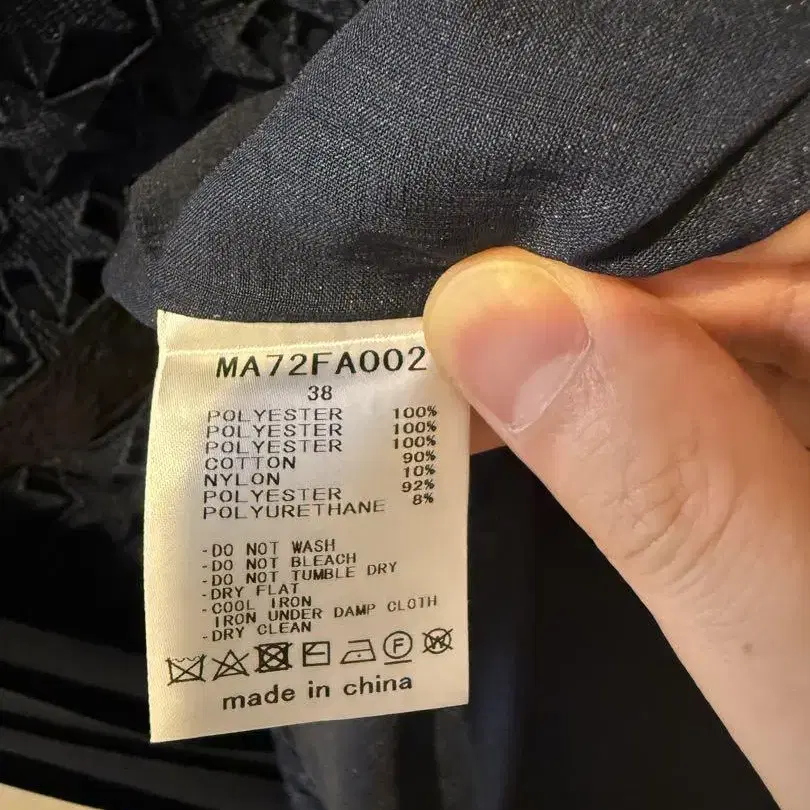 MA72FA002
38
POLYESTER 100%
POLYESTER 100%
POLYESTER 100%
COTTON 90%
NYLON 10%
POLYESTER 92%
POLYURETHANE 8%
-DO NOT WASH
-DO NOT BLEACH
-DO NOT TUMBLE DRY
-DRY FLAT
-COOL IRON
IRON UNDER DAMP CLOTH
-DRY CLEAN
F W
made in china